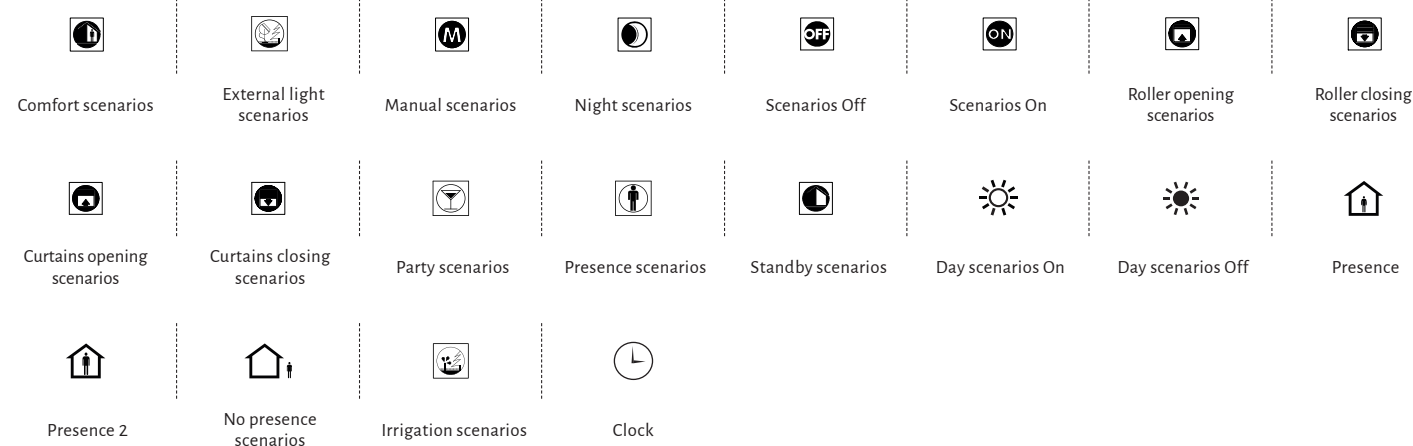 M
OFF
ON
Comfort scenarios
External light
scenarios
Manual scenarios
Night scenarios
Scenarios Off
Scenarios On
Roller opening
scenarios
Roller closing
scenarios
Curtains opening
scenarios
Curtains closing
scenarios
Party scenarios
Presence scenarios
Standby scenarios
Day scenarios On
Day scenarios Off
Presence
Presence 2
No presence
scenarios
Irrigation scenarios
Clock